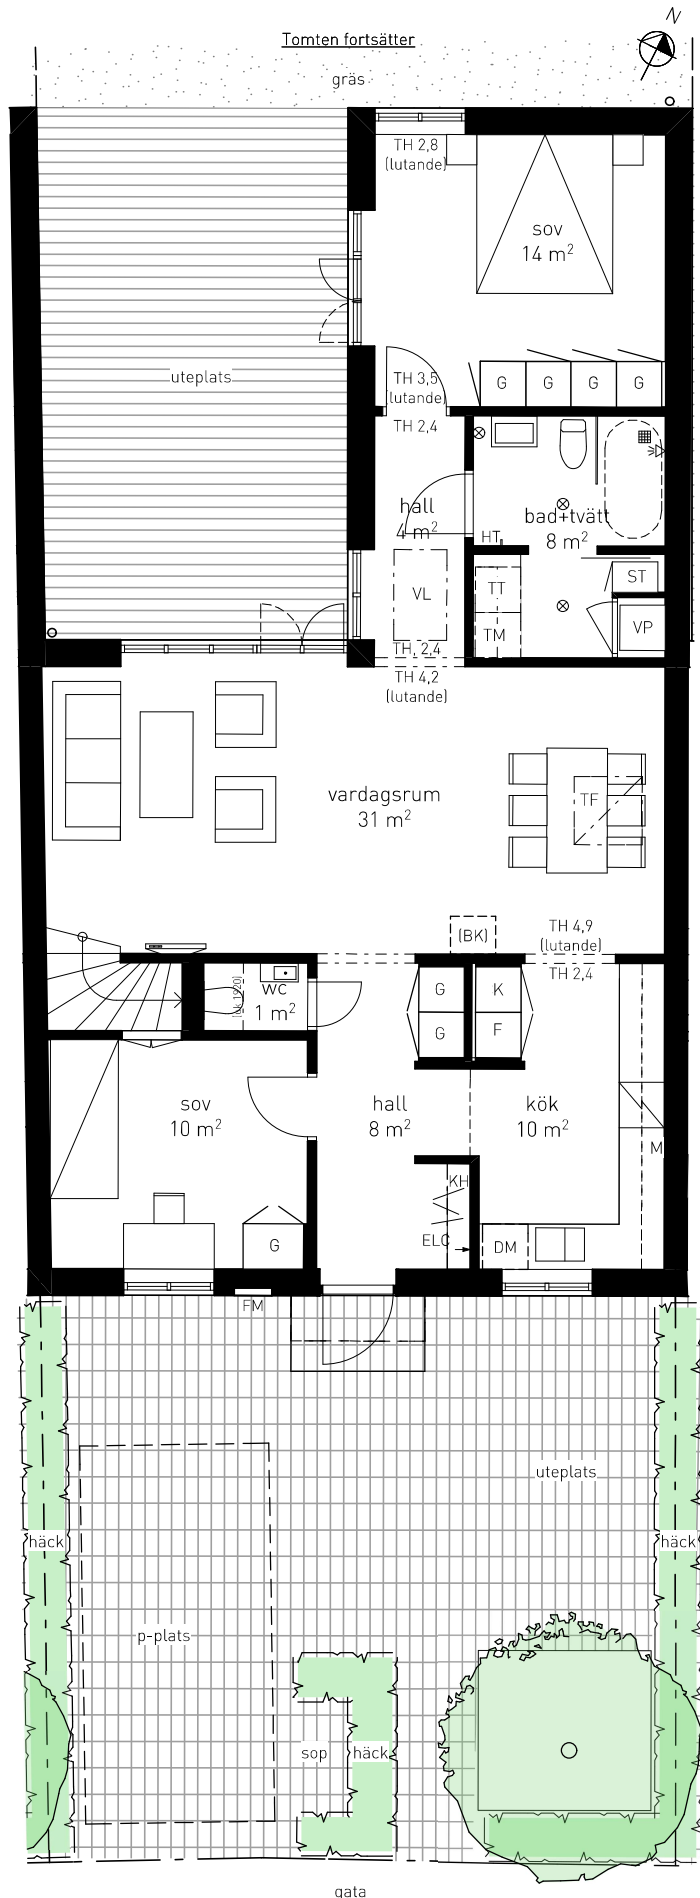 N
Tomten fortsätter
gräs
TH 2,8
(lutande)
sov
14 m²
uteplats
TH 3,5
(lutande)
G
G
G
G
TH 2,4
hall
4 m²
bad+tvätt
8 m²
HT
VL
TT
TM
ST
VP
TH 2,4
TH 4,2
(lutande)
vardagsrum
31 m²
TF
(BK)
TH 4,9
(lutande)
TH 2,4
wc
1 m²
G
G
K
F
sov
10 m²
hall
8 m²
kök
10 m²
M
KH
ELC
DM
G
FM
uteplats
häck
häck
p-plats
sop
häck
gata